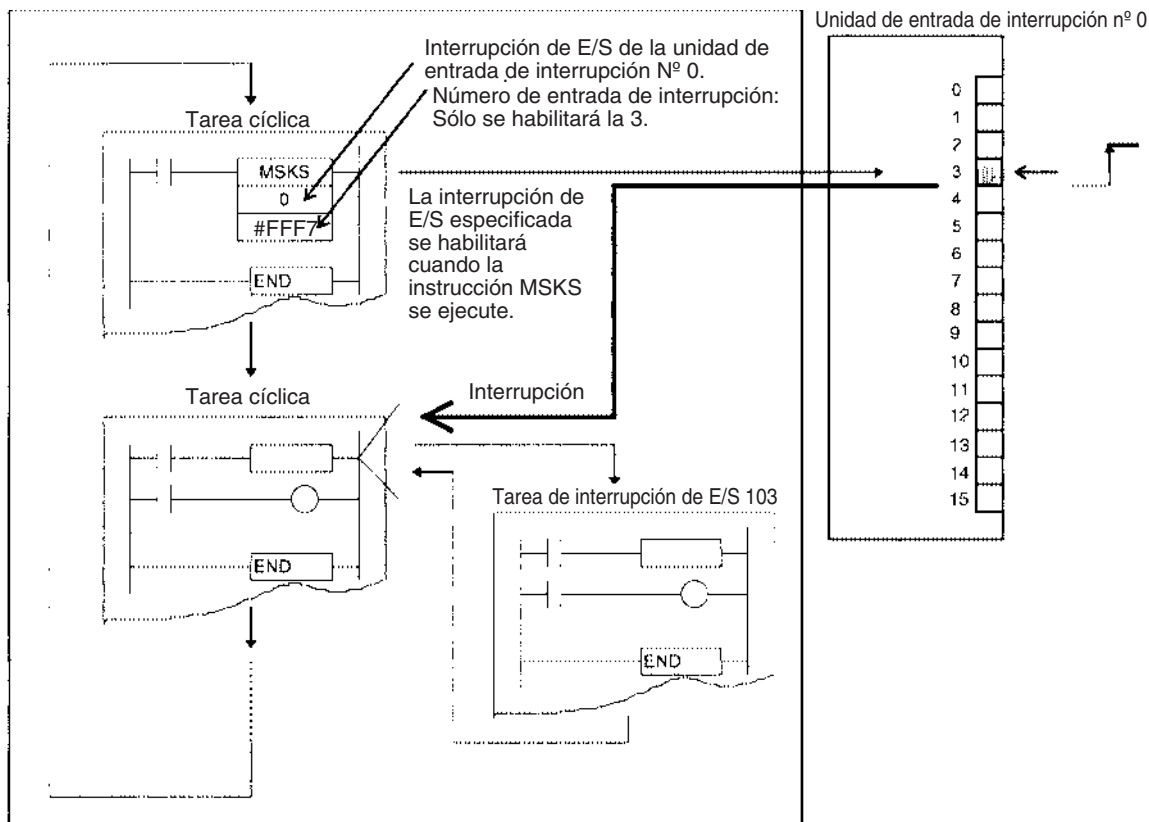 Unidad de entrada de interrupción nº 0
Interrupción de E/S de la unidad de
entrada de interrupción Nº 0.
Número de entrada de interrupción:
Sólo se habilitará la 3.
Tarea cíclica
MSKS
0
#FFF7
END
La interrupción de
E/S especificada
se habilitará
cuando la
instrucción MSKS
se ejecute.
0
1
2
3
4
5
6
7
8
9
10
11
12
13
14
15
Tarea cíclica
Interrupción
END
Tarea de interrupción de E/S 103
END